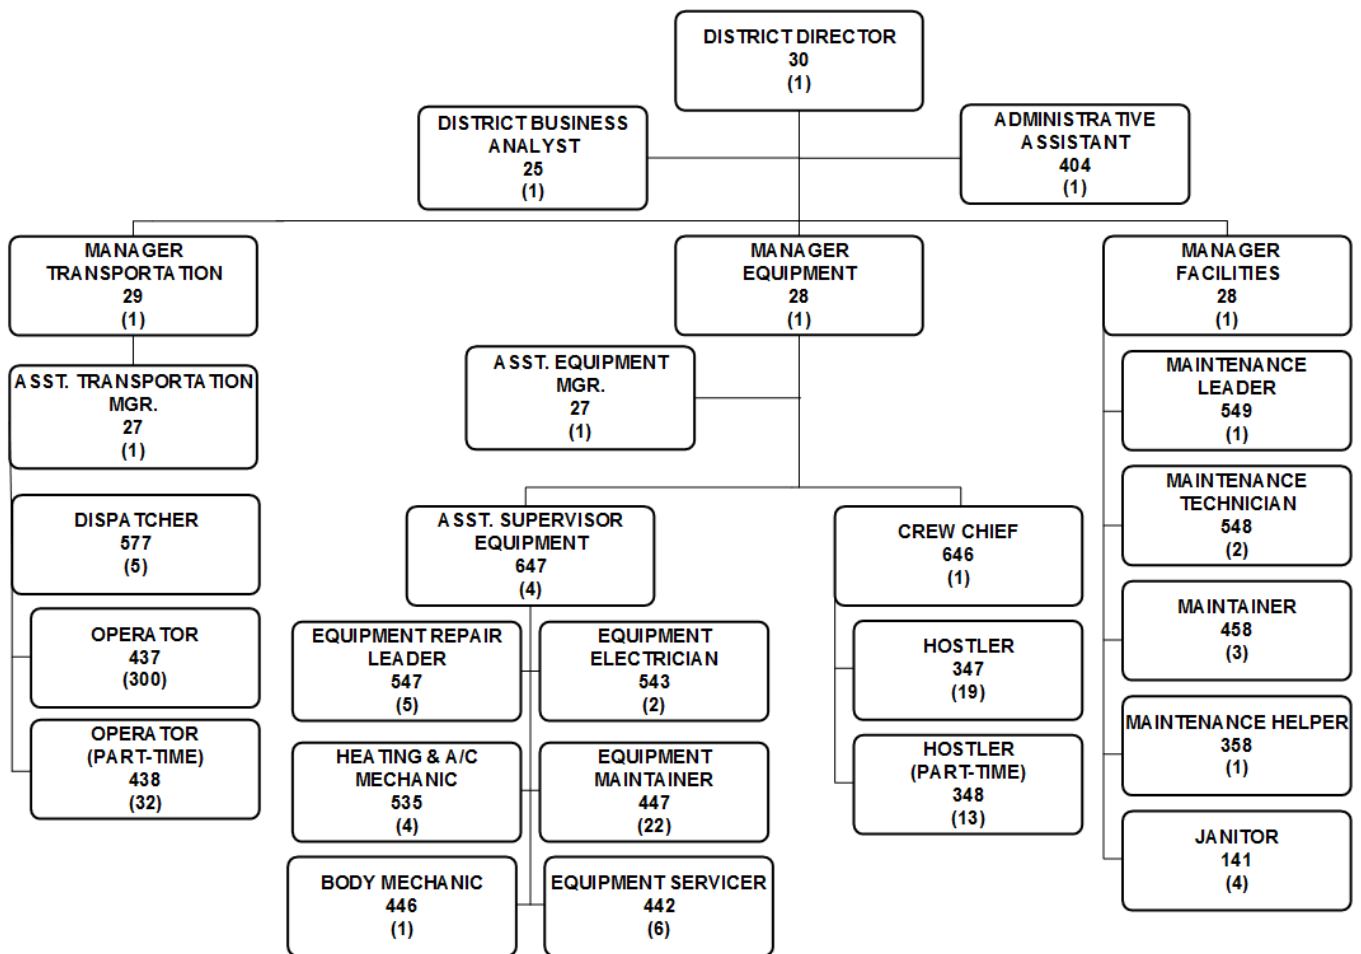 DISTRICT DIRECTOR
30
(1)
DISTRICT BUSINESS
ANALYST
25
(1)
ADMINISTRATIVE
ASSISTANT
404
(1)
MANAGER
TRANSPORTATION
29
(1)
MANAGER
EQUIPMENT
28
(1)
MANAGER
FACILITIES
28
(1)
ASST. TRANSPORTATION
MGR.
27
(1)
ASST. EQUIPMENT
MGR.
27
(1)
MAINTENANCE
LEADER
549
(1)
DISPATCHER
577
(5)
ASST. SUPERVISOR
EQUIPMENT
647
(4)
CREW CHIEF
646
(1)
MAINTENANCE
TECHNICIAN
548
(2)
OPERATOR
437
(300)
EQUIPMENT REPAIR
LEADER
547
(5)
EQUIPMENT
ELECTRICIAN
543
(2)
HOSTLER
347
(19)
MAINTAINER
458
(3)
OPERATOR
(PART-TIME)
438
(32)
HEATING & A/C
MECHANIC
535
(4)
EQUIPMENT
MAINTAINER
447
(22)
HOSTLER
(PART-TIME)
348
(13)
MAINTENANCE HELPER
358
(1)
BODY MECHANIC
446
(1)
EQUIPMENT SERVICER
442
(6)
JANITOR
141
(4)